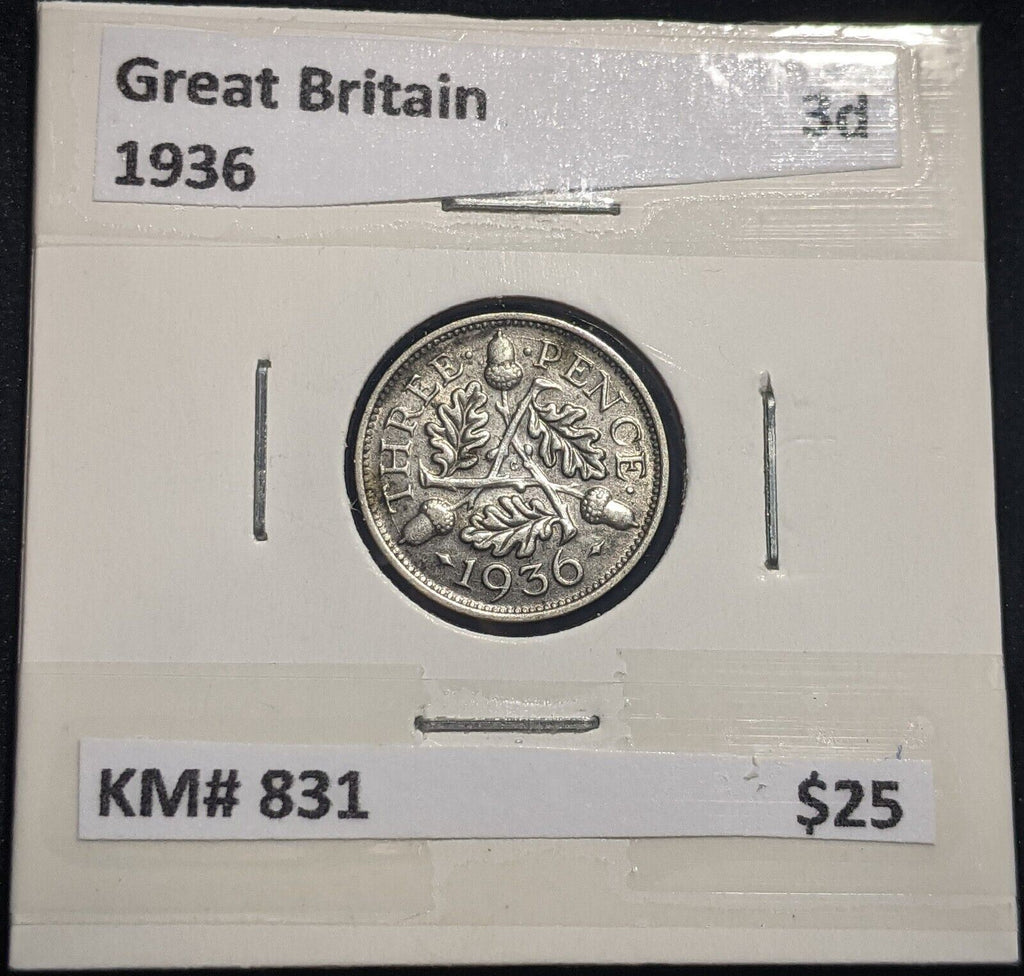 Great Britain 3d
1936
·THREE·PENCE·
1936
KM# 831 $25